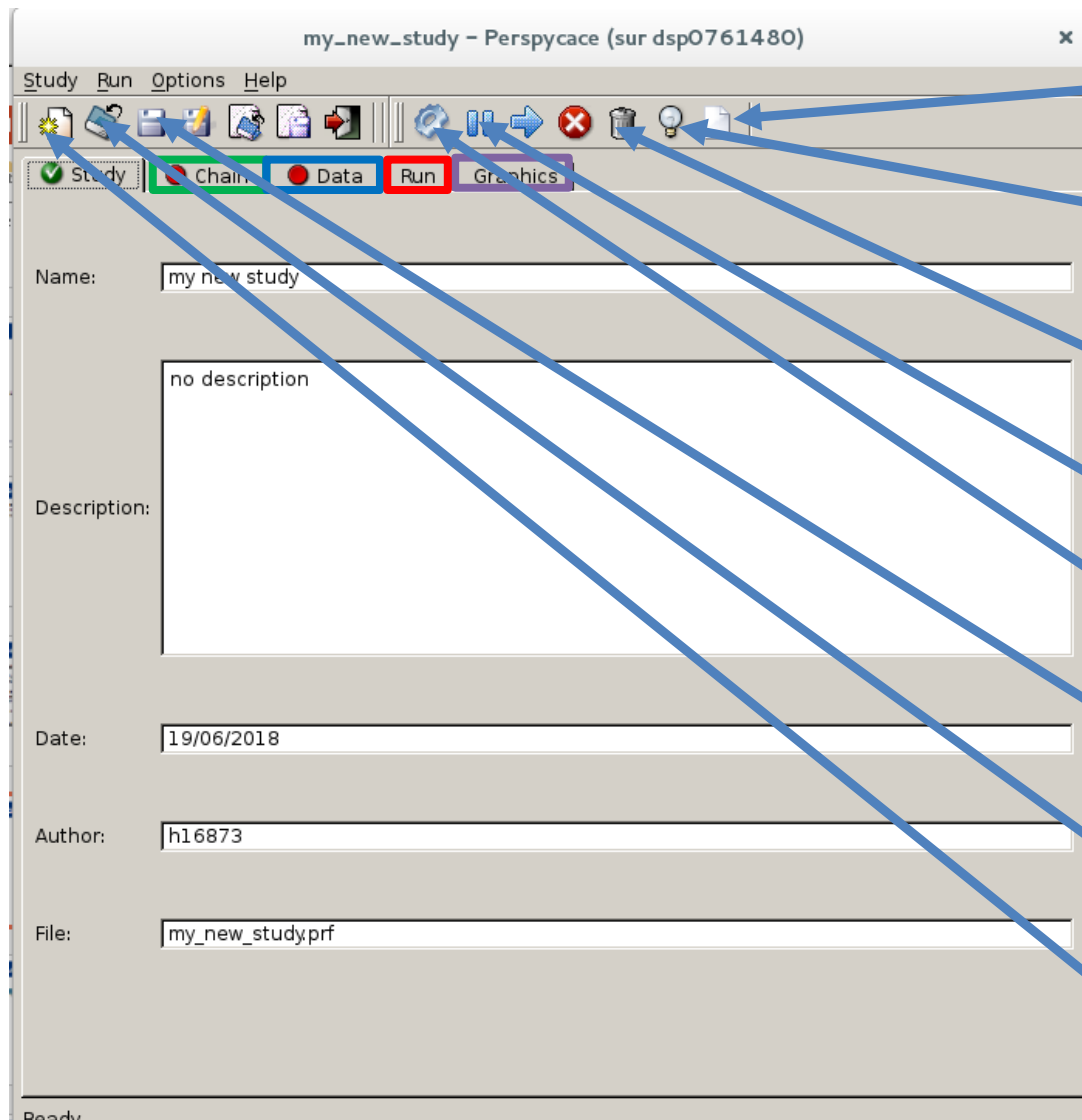 my_new_study – Perspycace (sur dsp0761480)
Study Run Options Help
Study Chain Data Run Graphics
Name: my new study
no description
Description:
Date: 19/06/2018
Author: h16873
File: my_new_study.prf
Ready